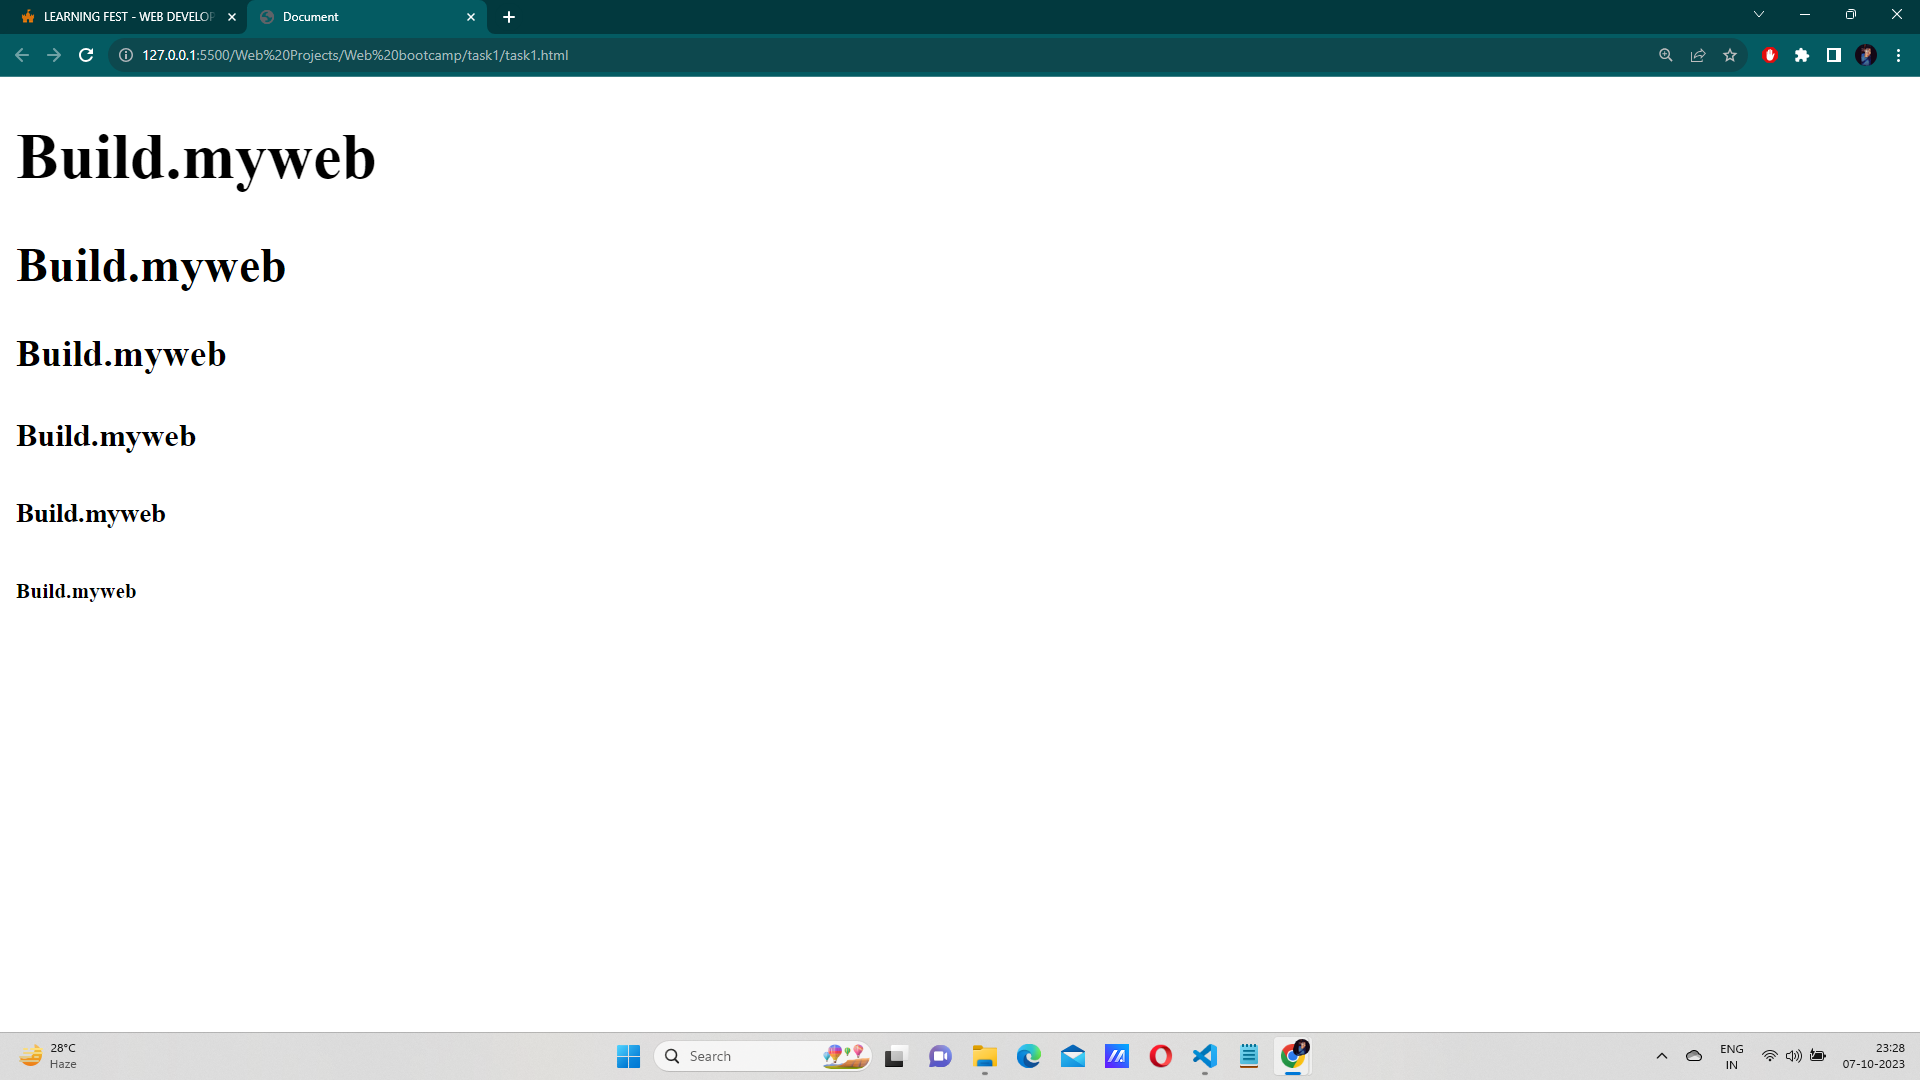 LEARNING FEST - WEB DEVELOP
Document
127.0.0.1:5500/Web%20Projects/Web%20bootcamp/task1/task1.html
Build.myweb
Build.myweb
Build.myweb
Build.myweb
Build.myweb
Build.myweb
28°C
Haze
Search
ENG
IN
23:28
07-10-2023